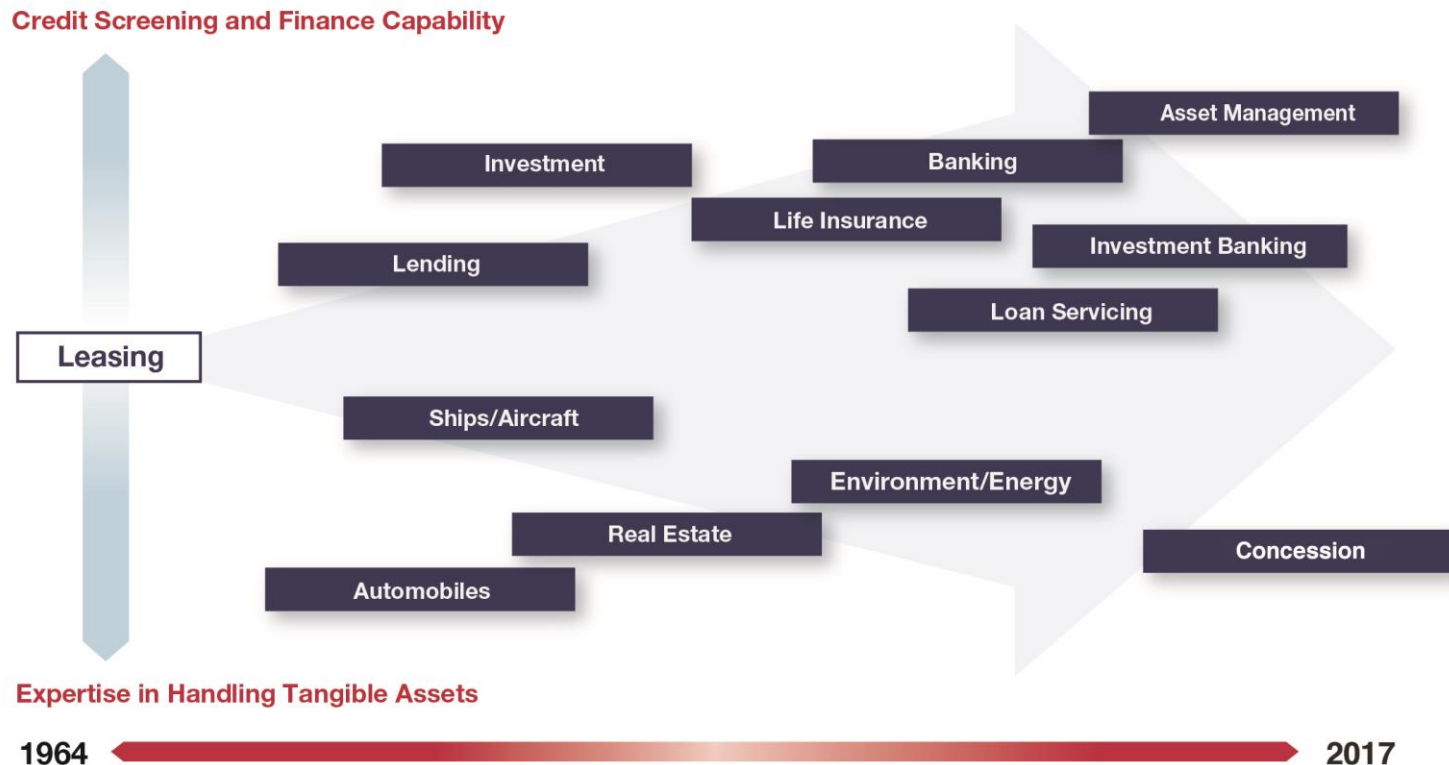 Credit Screening and Finance Capability
Asset Management
Investment
Banking
Life Insurance
Investment Banking
Lending
Loan Servicing
Leasing
Ships/Aircraft
Environment/Energy
Real Estate
Concession
Automobiles
Expertise in Handling Tangible Assets
1964
2017